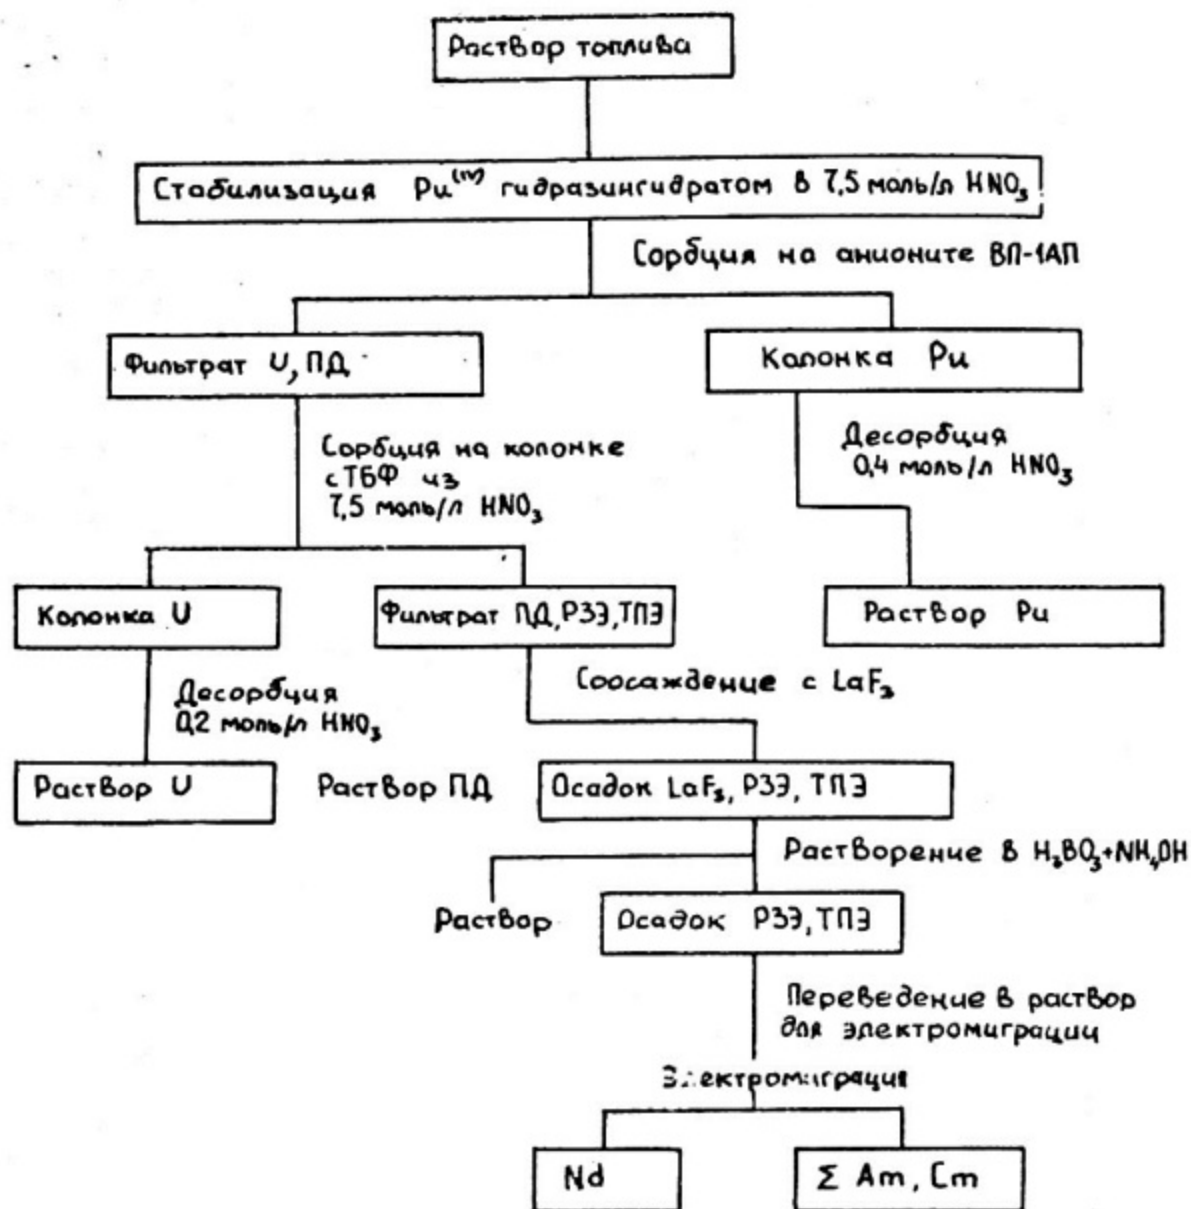 Раствор топлива
Стабилизация Pu(IV) гидразингидратом в 7,5 моль/л HNO₃
Сорбция на анионите ВП-1АП
Фильтрат U, ПД
Колонка Pu
Сорбция на колонке
с ТБФ из
7,5 моль/л HNO₃
Десорбция
0,4 моль/л HNO₃
Колонка U
Фильтрат ПД, РЗЭ, ТПЭ
Раствор Pu
Десорбция
0,2 моль/л HNO₃
Соосаждение с LaF₃
Раствор U
Раствор ПД
Осадок LaF₃, РЗЭ, ТПЭ
Растворение в H₃BO₃+NH₄OH
Раствор
Осадок РЗЭ, ТПЭ
Переведение в раствор
для электромиграции
Электромиграция
Nd
Σ Am, Cm